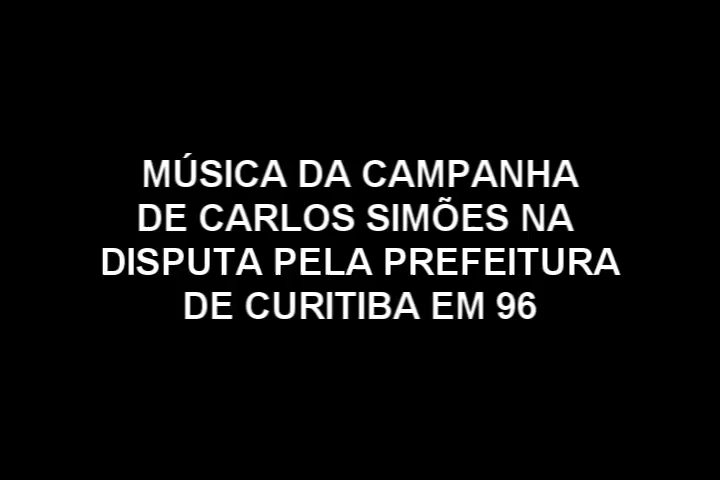 MÚSICA DA CAMPANHA
DE CARLOS SIMÕES NA
DISPUTA PELA PREFEITURA
DE CURITIBA EM 96